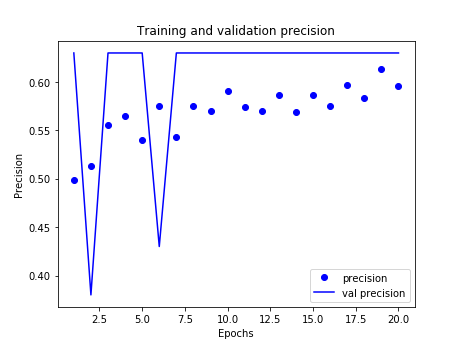 Training and validation precision
0.60
0.55
0.50
0.45
0.40
Precision
2.5 5.0 7.5 10.0 12.5 15.0 17.5 20.0
Epochs
precision
val precision